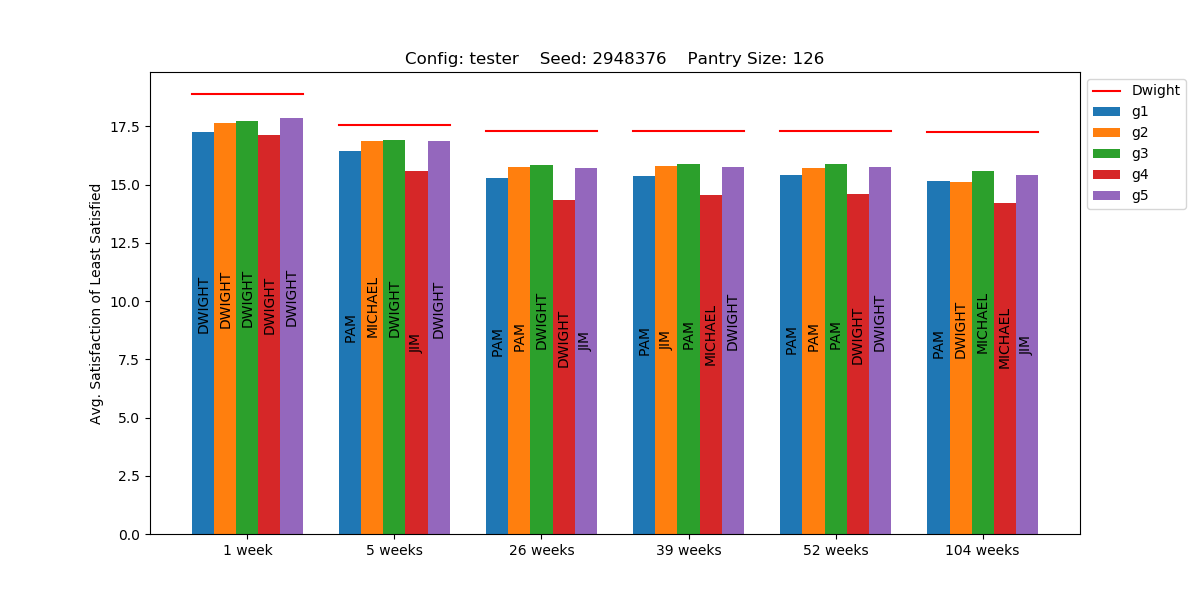 Config: tester    Seed: 2948376    Pantry Size: 126
Avg. Satisfaction of Least Satisfied
17.5
15.0
12.5
10.0
7.5
5.0
2.5
0.0
DWIGHT
DWIGHT
DWIGHT
DWIGHT
DWIGHT
PAM
MICHAEL
DWIGHT
JIM
DWIGHT
PAM
PAM
DWIGHT
DWIGHT
JIM
PAM
JIM
PAM
MICHAEL
DWIGHT
PAM
PAM
PAM
DWIGHT
DWIGHT
PAM
DWIGHT
MICHAEL
MICHAEL
JIM
1 week
5 weeks
26 weeks
39 weeks
52 weeks
104 weeks
Dwight
g1
g2
g3
g4
g5